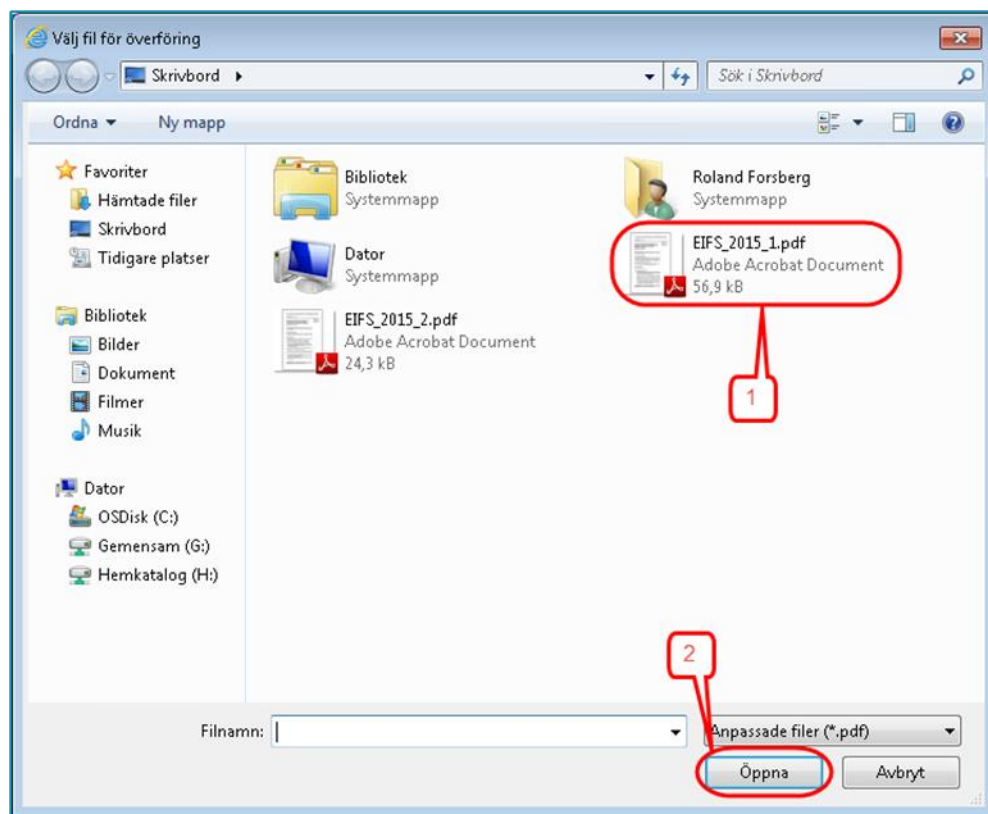 Välj fil för överföring
Skrivbord
Sök i Skrivbord
Ordna
Ny mapp
Favoriter
Hämtade filer
Skrivbord
Tidigare platser
Bibliotek
Bilder
Dokument
Filmer
Musik
Dator
OSDisk (C:)
Gemensam (G:)
Hemkatalog (H:)
Bibliotek
Systemmapp
Roland Forsberg
Systemmapp
Dator
Systemmapp
EIFS_2015_1.pdf
Adobe Acrobat Document
56,9 kB
EIFS_2015_2.pdf
Adobe Acrobat Document
24,3 kB
1
2
Filnamn:
Anpassade filer (*.pdf)
Öppna
Avbryt